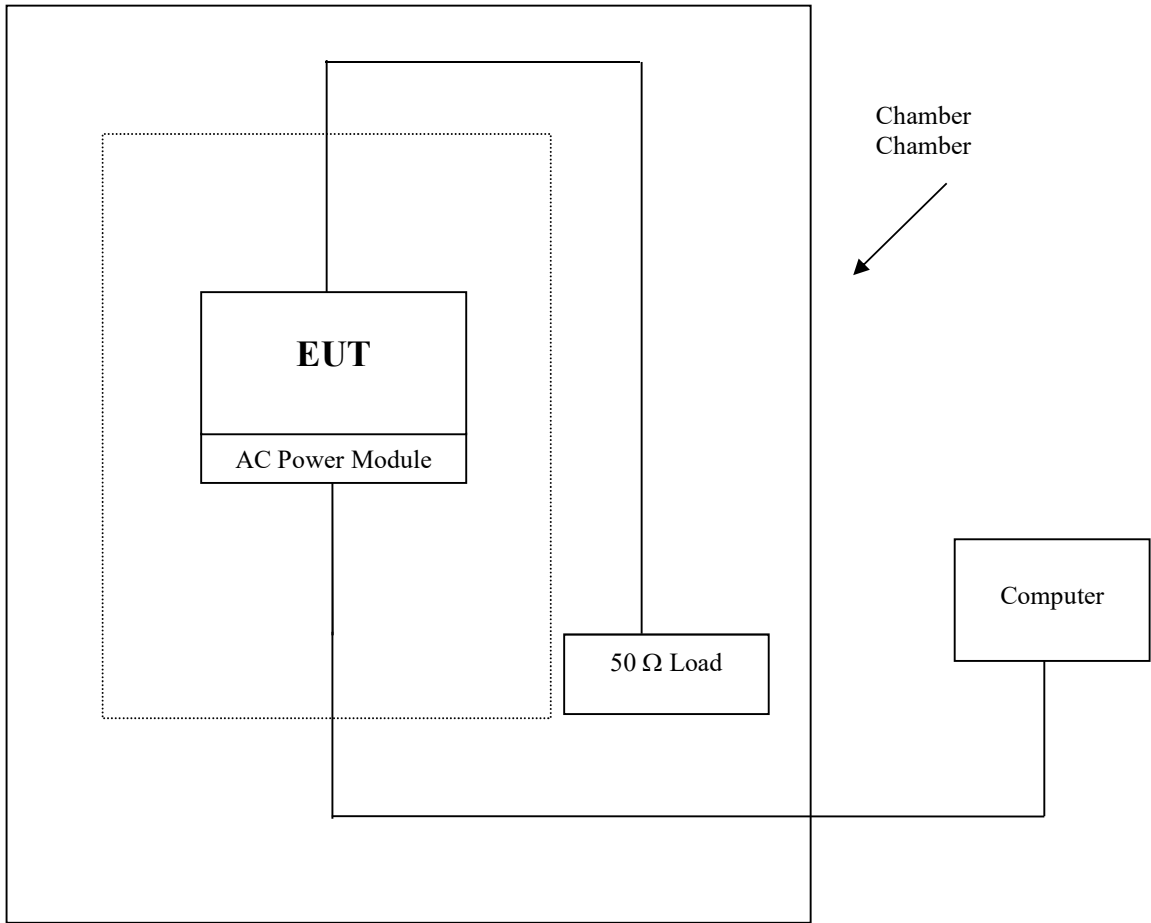 Chamber
Chamber
EUT
AC Power Module
Computer
50 Ω Load